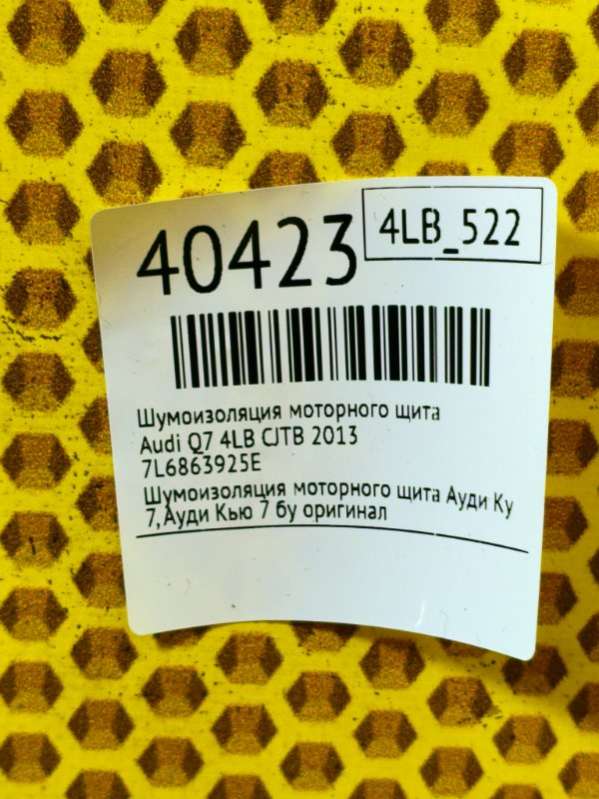 40423
4LB_522
Шумоизоляция моторного щита
Audi Q7 4LB CJTB 2013
7L6863925E
Шумоизоляция моторного щита Ауди Ку
7, Ауди Кью 7 бу оригинал